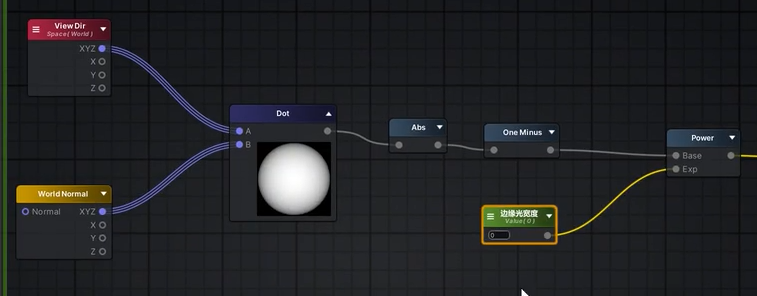 View Dir
Space( World )
XYZ
X
Y
Z
World Normal
Normal XYZ
X
Y
Z
Dot
A
B
Abs
One Minus
边缘光宽度
Value( 0 )
0
Power
Base
Exp